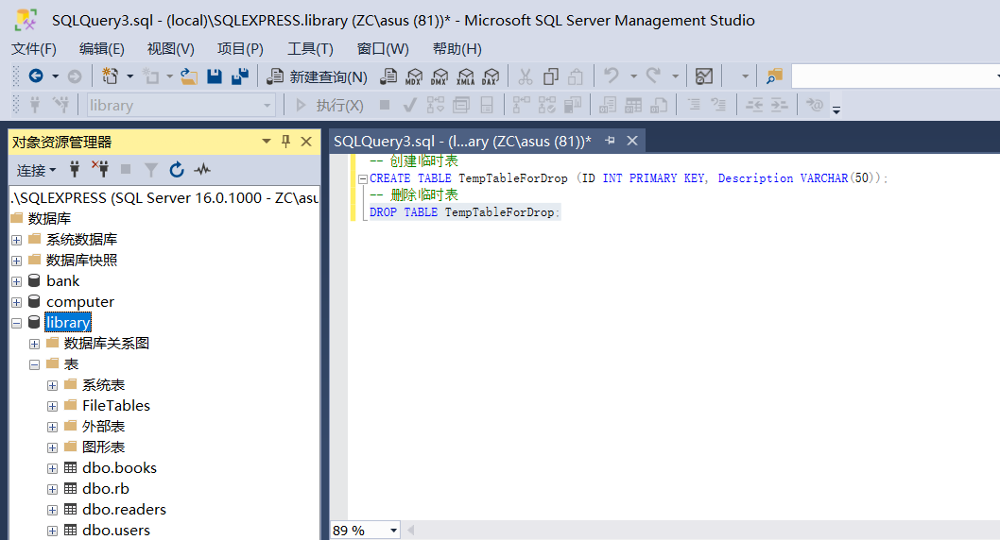 SQLQuery3.sql - (local)\SQLEXPRESS.library (ZC\asus (81))* - Microsoft SQL Server Management Studio
文件(F) 编辑(E) 视图(V) 项目(P) 工具(T) 窗口(W) 帮助(H)
新建查询(N) MDX DMX XMLA DAX
library 执行(X)
对象资源管理器
连接
.\SQLEXPRESS (SQL Server 16.0.1000 - ZC\asu
数据库
系统数据库
数据库快照
bank
computer
library
数据库关系图
表
系统表
FileTables
外部表
图形表
dbo.books
dbo.rb
dbo.readers
dbo.users
SQLQuery3.sql - (l...ary (ZC\asus (81))*
-- 创建临时表
CREATE TABLE TempTableForDrop (ID INT PRIMARY KEY, Description VARCHAR(50));
-- 删除临时表
DROP TABLE TempTableForDrop;
89 %